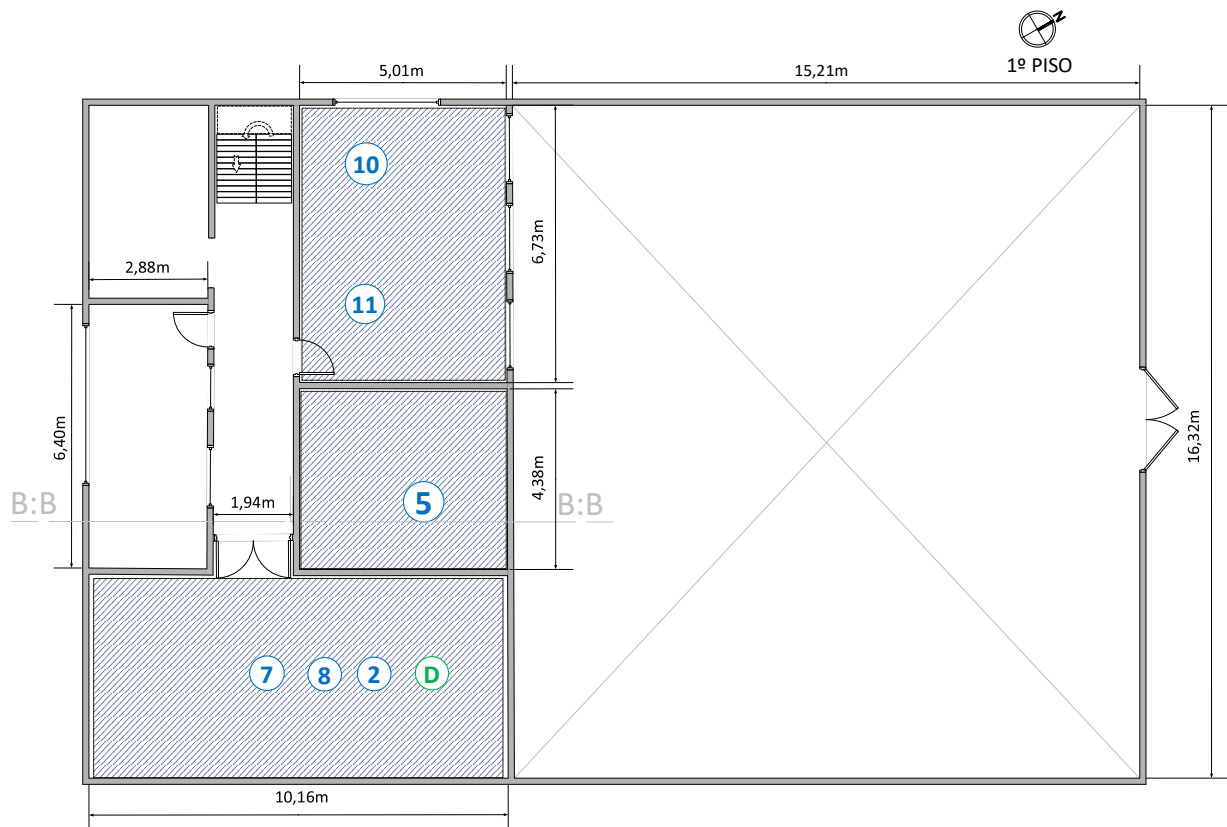 N
1º PISO
5,01m
15,21m
10
6,73m
2,88m
11
6,40m
4,38m
16,32m
B:B
1,94m
5
B:B
7
8
2
D
10,16m